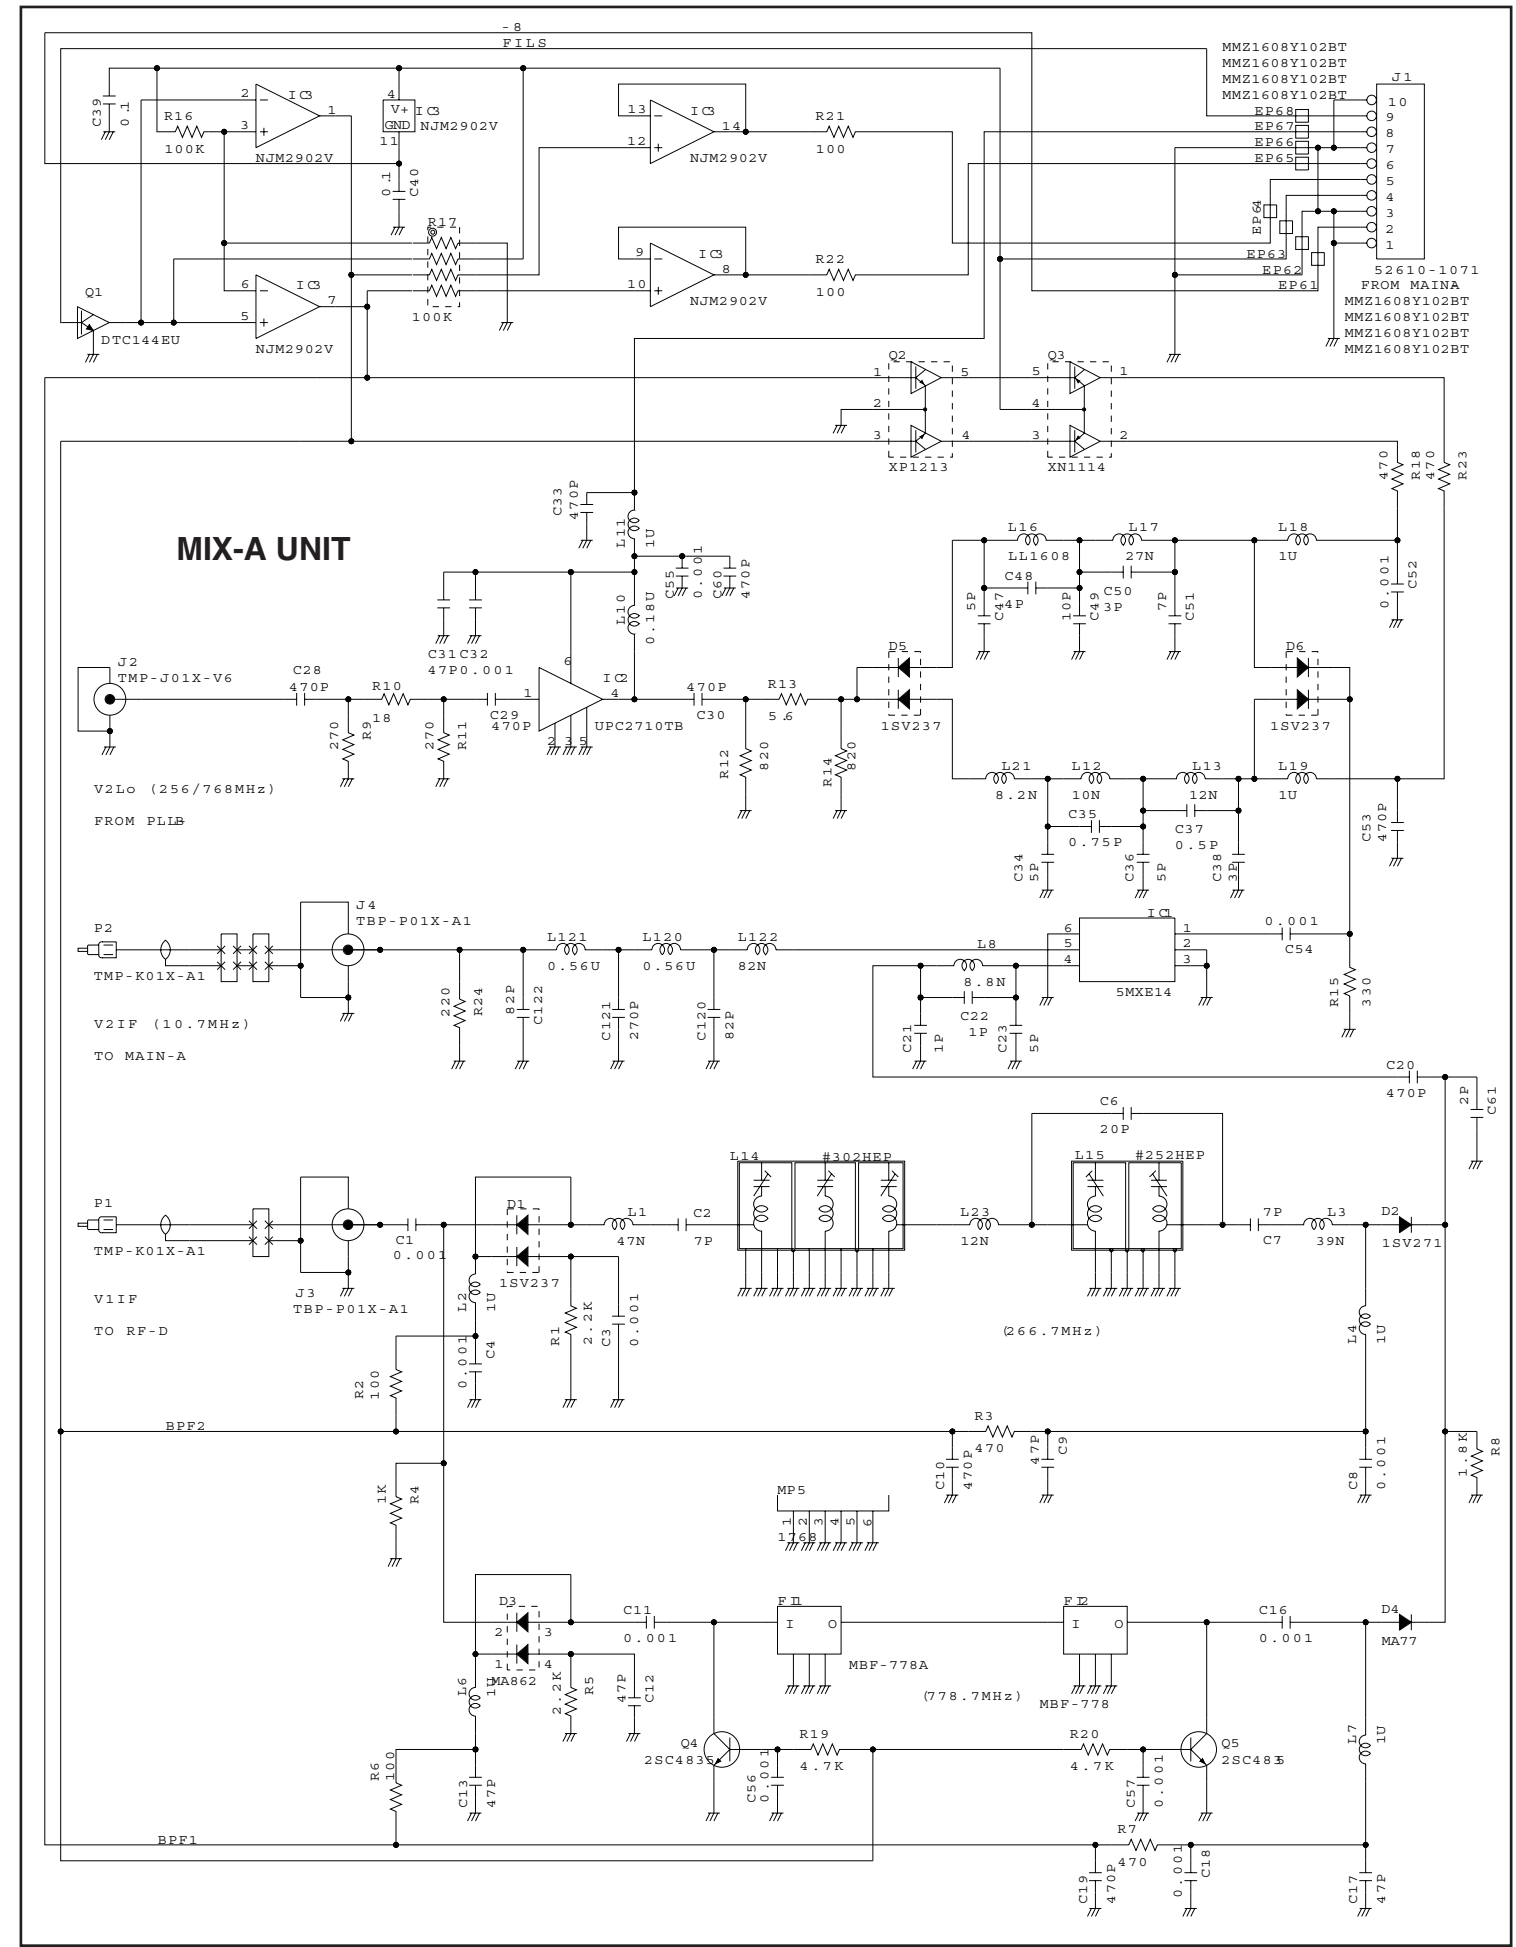 -8
FILS
MMZ1608Y102BT
MMZ1608Y102BT
MMZ1608Y102BT
MMZ1608Y102BT
J1
10
9
8
7
6
5
4
3
2
1
EP68
EP67
EP66
EP65
EP64
EP63
EP62
EP61
52610-1071
FROM MAINA
MMZ1608Y102BT
MMZ1608Y102BT
MMZ1608Y102BT
MMZ1608Y102BT
C39
0.1
R16
100K
2
3
1
IC3
NJM2902V
4
V+
GND
11
IC3
NJM2902V
0.1
C40
13
12
14
IC3
NJM2902V
R21
100
R17
100K
6
5
7
IC3
NJM2902V
9
10
8
IC3
NJM2902V
R22
100
Q1
DTC144EU
Q2
1
2
3
5
4
XP1213
Q3
5
4
3
1
2
XN1114
470
R18
470
R23
MIX-A UNIT
C33
470P
L11
1U
C55
0.001
C60
470P
L10
0.18U
C31
47P
C32
0.001
J2
TMP-J01X-V6
C28
470P
R10
18
270
R9
270
R11
C29
470P
1
6
4
2
3
5
IC2
UPC2710TB
470P
C30
R13
5.6
R12
820
R14
820
D5
1SV237
L16
LL1608
L17
27N
L18
1U
C48
4P
5P
C47
10P
C49
C50
3P
7P
C51
0.001
C52
D6
1SV237
L21
8.2N
L12
10N
L13
12N
L19
1U
C35
0.75P
C37
0.5P
C34
5P
C36
5P
C38
3P
C53
470P
V2Lo (256/768MHz)
FROM PLLB
P2
TMP-K01X-A1
J4
TBP-P01X-A1
V2IF (10.7MHz)
TO MAIN-A
220
R24
82P
C122
L121
0.56U
C121
270P
L120
0.56U
C120
82P
L122
82N
L8
8.8N
C22
1P
C21
1P
C23
5P
IC1
6
5
4
1
2
3
5MXE14
0.001
C54
R15
330
C20
470P
2P
C61
P1
TMP-K01X-A1
J3
TBP-P01X-A1
V1IF
TO RF-D
C1
0.001
D1
1SV237
L2
1U
0.001
C4
R2
100
L1
47N
R1
2.2K
C3
0.001
C2
7P
L14
#302HEP
L23
12N
C6
20P
L15
#252HEP
(266.7MHz)
7P
C7
L3
39N
D2
1SV271
L4
1U
BPF2
R3
470
C10
470P
47P
C9
C8
0.001
1.8K
R8
1K
R4
MP5
1
2
3
4
5
6
1768
D3
2
3
1
4
MA862
L6
1U
2.2K
R5
47P
C12
C11
0.001
FI1
I
O
MBF-778A
(778.7MHz)
FI2
I
O
MBF-778
C16
0.001
D4
MA77
R6
100
C13
47P
Q4
2SC4835
C56
0.001
R19
4.7K
R20
4.7K
C57
0.001
Q5
2SC4835
L7
1U
BPF1
R7
470
C19
470P
0.001
C18
C17
47P